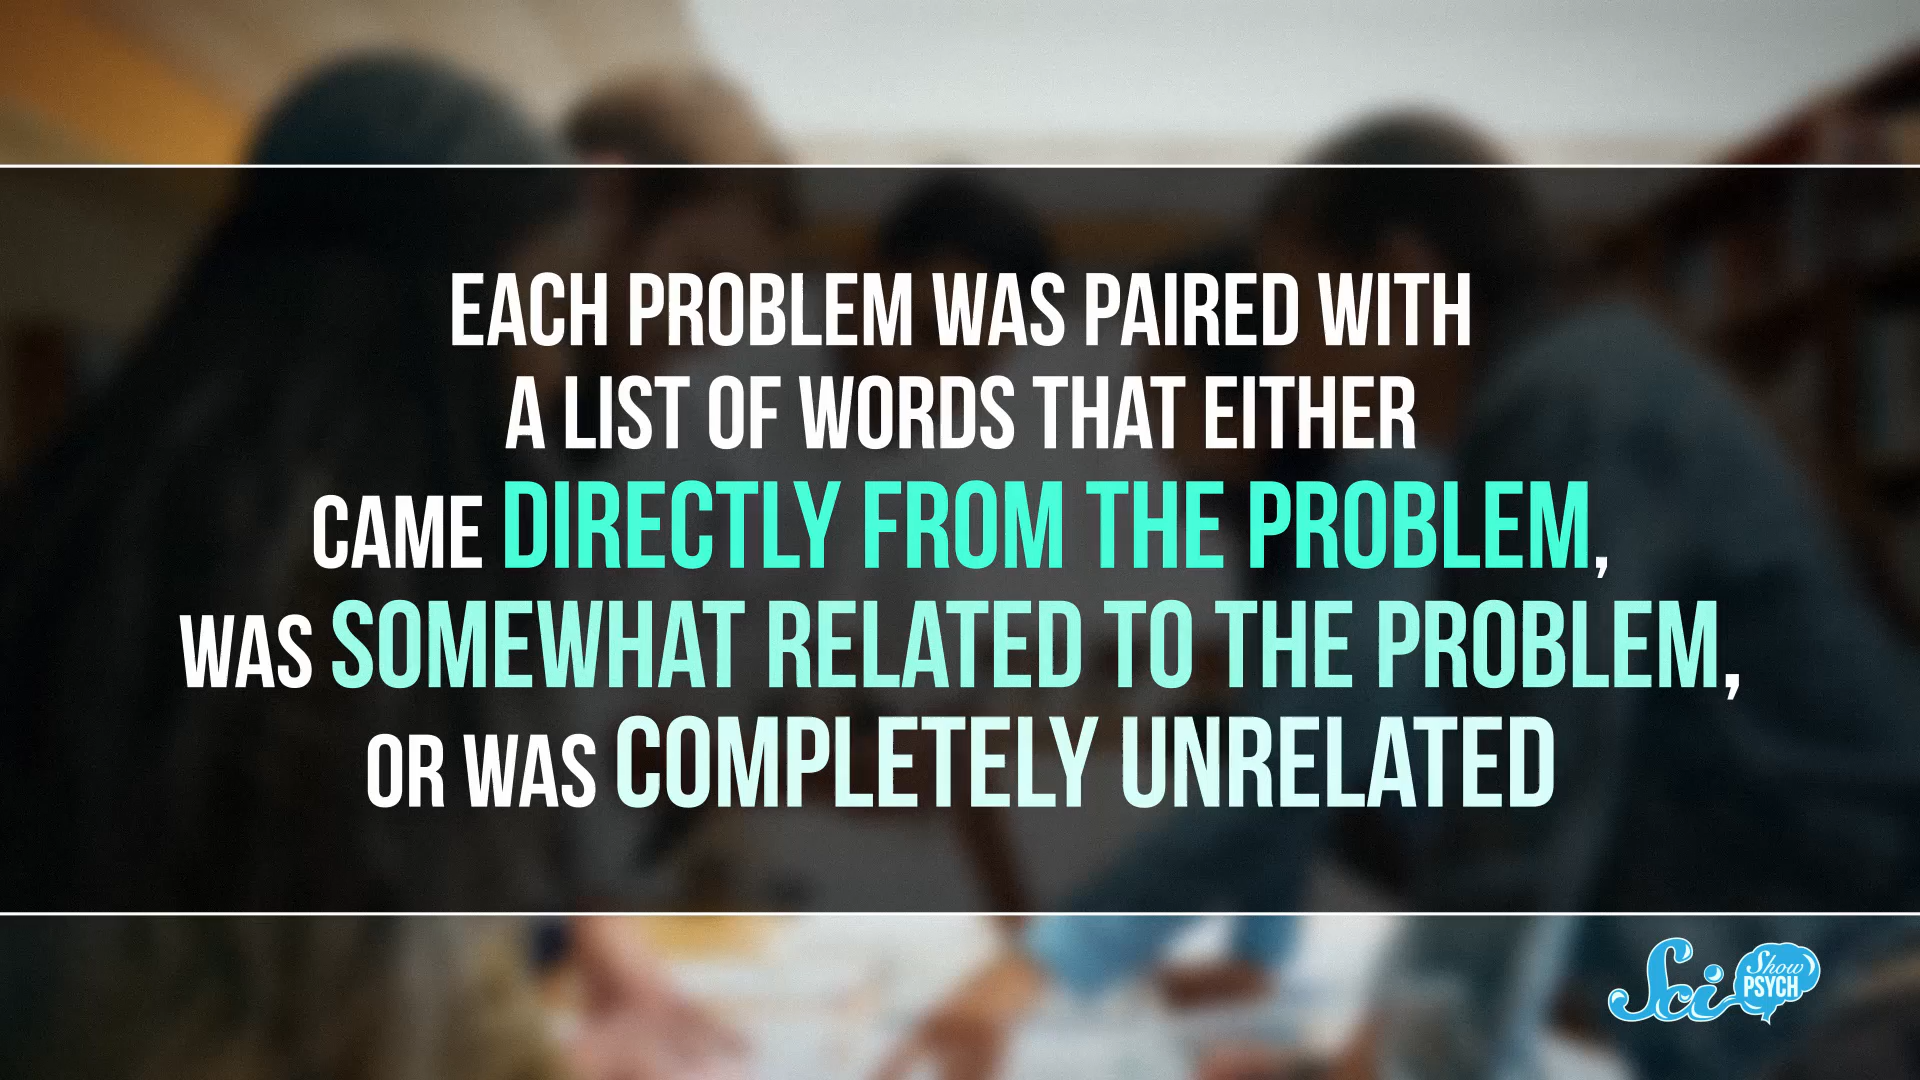 EACH PROBLEM WAS PAIRED WITH
A LIST OF WORDS THAT EITHER
CAME DIRECTLY FROM THE PROBLEM,
WAS SOMEWHAT RELATED TO THE PROBLEM,
OR WAS COMPLETELY UNRELATED
Sci Show
PSYCH